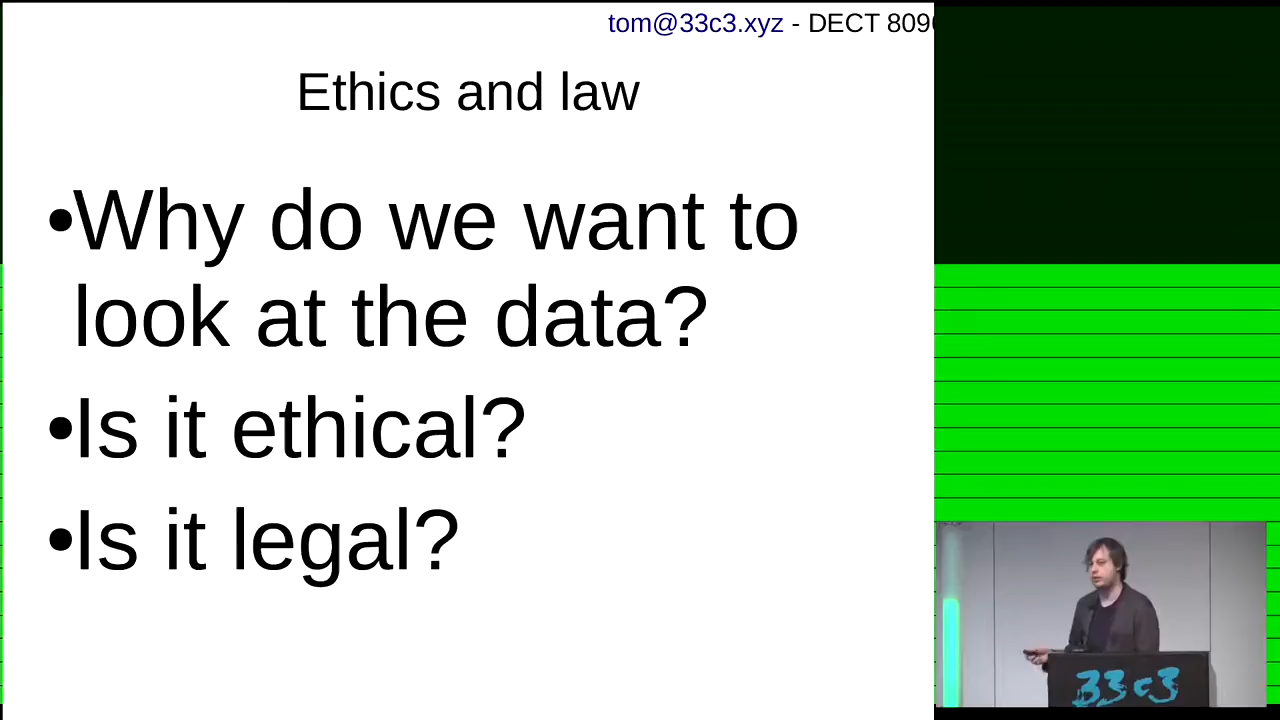 tom@33c3.xyz - DECT 809
Ethics and law
•Why do we want to
look at the data?
•Is it ethical?
•Is it legal?
33c3